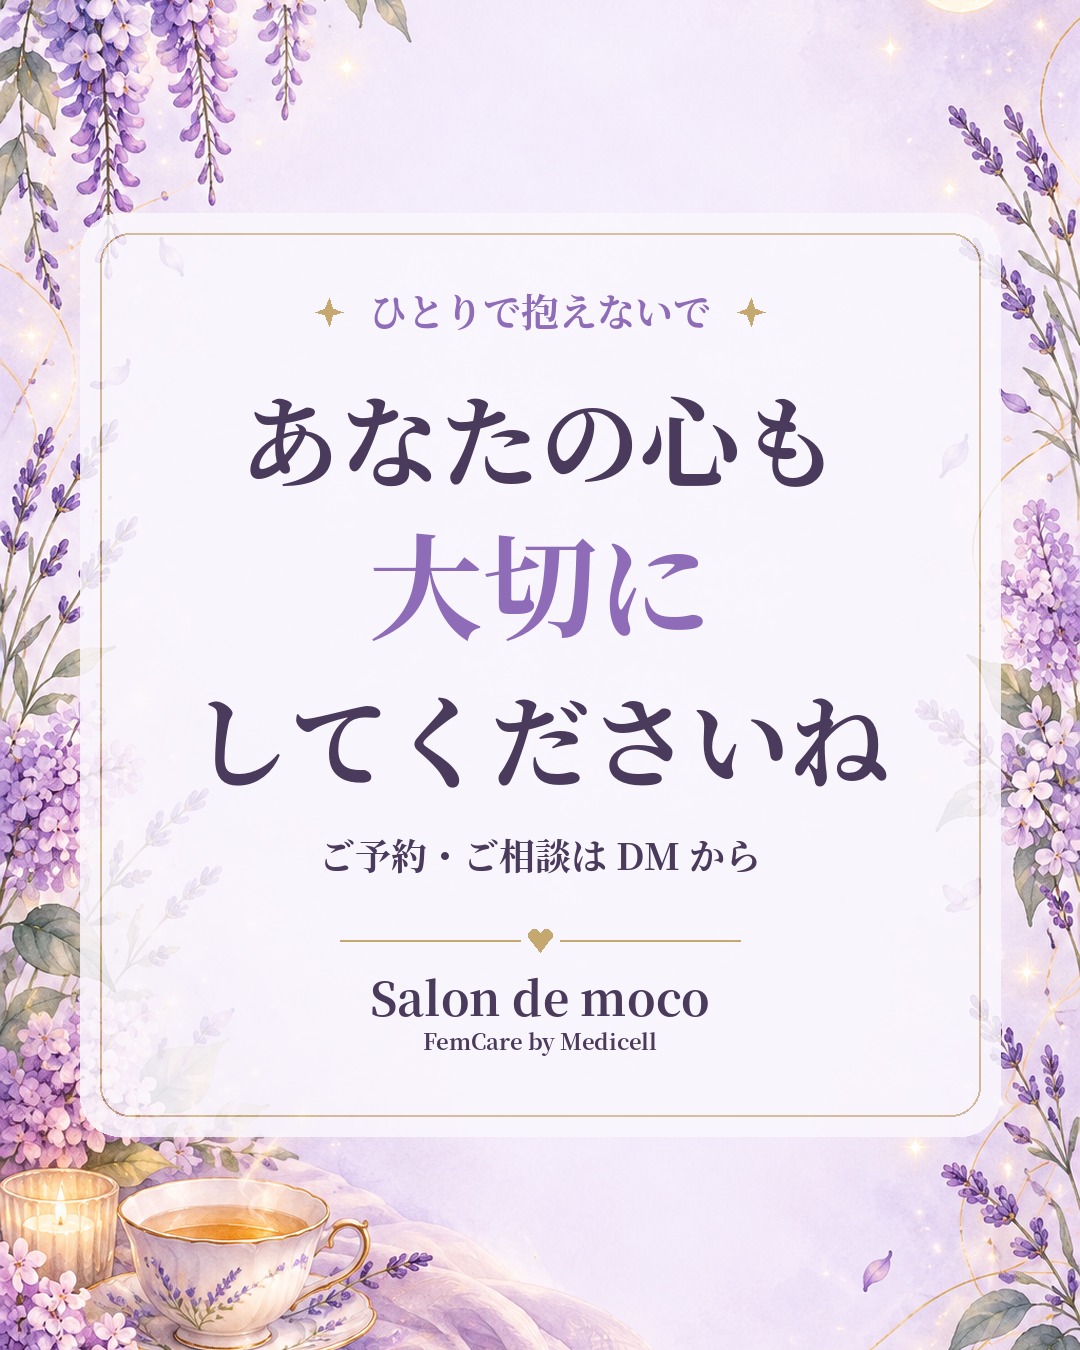 ひとりで抱えないで
あなたの心も
大切に
してくださいね
ご予約・ご相談は DM から
Salon de moco
FemCare by Medicell